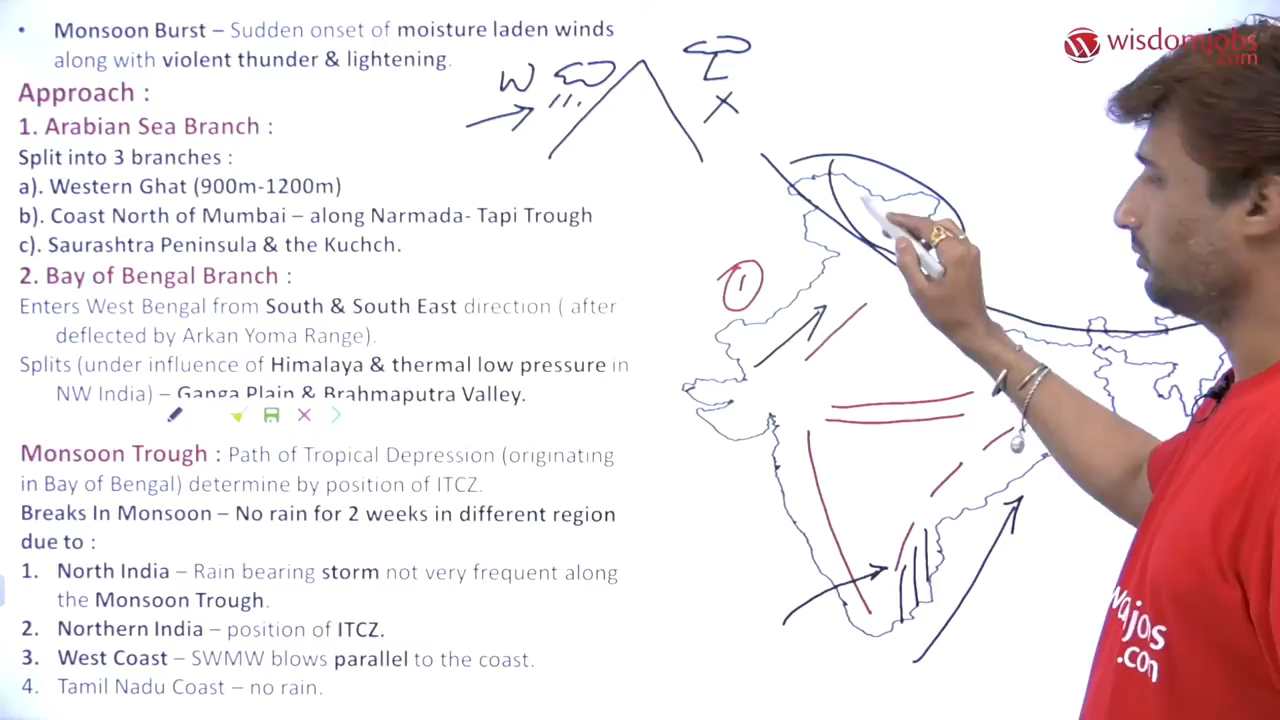 • Monsoon Burst – Sudden onset of moisture laden winds
along with violent thunder & lightening.
Approach :
1. Arabian Sea Branch :
Split into 3 branches :
a). Western Ghat (900m-1200m)
b). Coast North of Mumbai – along Narmada- Tapi Trough
c). Saurashtra Peninsula & the Kuchch.
2. Bay of Bengal Branch :
Enters West Bengal from South & South East direction ( after
deflected by Arkan Yoma Range).
Splits (under influence of Himalaya & thermal low pressure in
NW India) – Ganga Plain & Brahmaputra Valley.
Monsoon Trough : Path of Tropical Depression (originating
in Bay of Bengal) determine by position of ITCZ.
Breaks In Monsoon – No rain for 2 weeks in different region
due to :
1. North India – Rain bearing storm not very frequent along
the Monsoon Trough.
2. Northern India – position of ITCZ.
3. West Coast – SWMW blows parallel to the coast.
4. Tamil Nadu Coast – no rain.
W
L
X
1
wisdomjobs
.com
wajos
.com